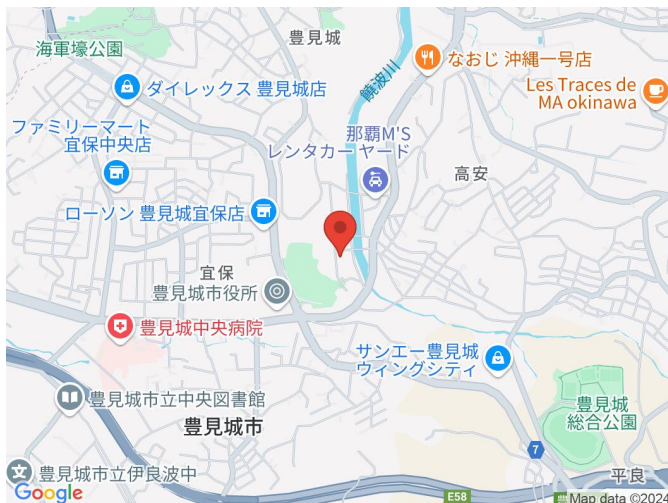 海軍壕公園
豊見城
饒波川
なおじ 沖縄一号店
ダイレックス 豊見城店
Les Traces de
MA okinawa
ファミリーマート
宜保中央店
那覇M'S
レンタカー ヤード
高安
ローソン 豊見城宜保店
宜保
豊見城市役所
豊見城中央病院
サンエー豊見城
ウィングシティ
豊見城市立中央図書館
豊見城市
豊見城
総合公園
7
豊見城市立伊良波中
平良
Google
E58
Map data ©2024